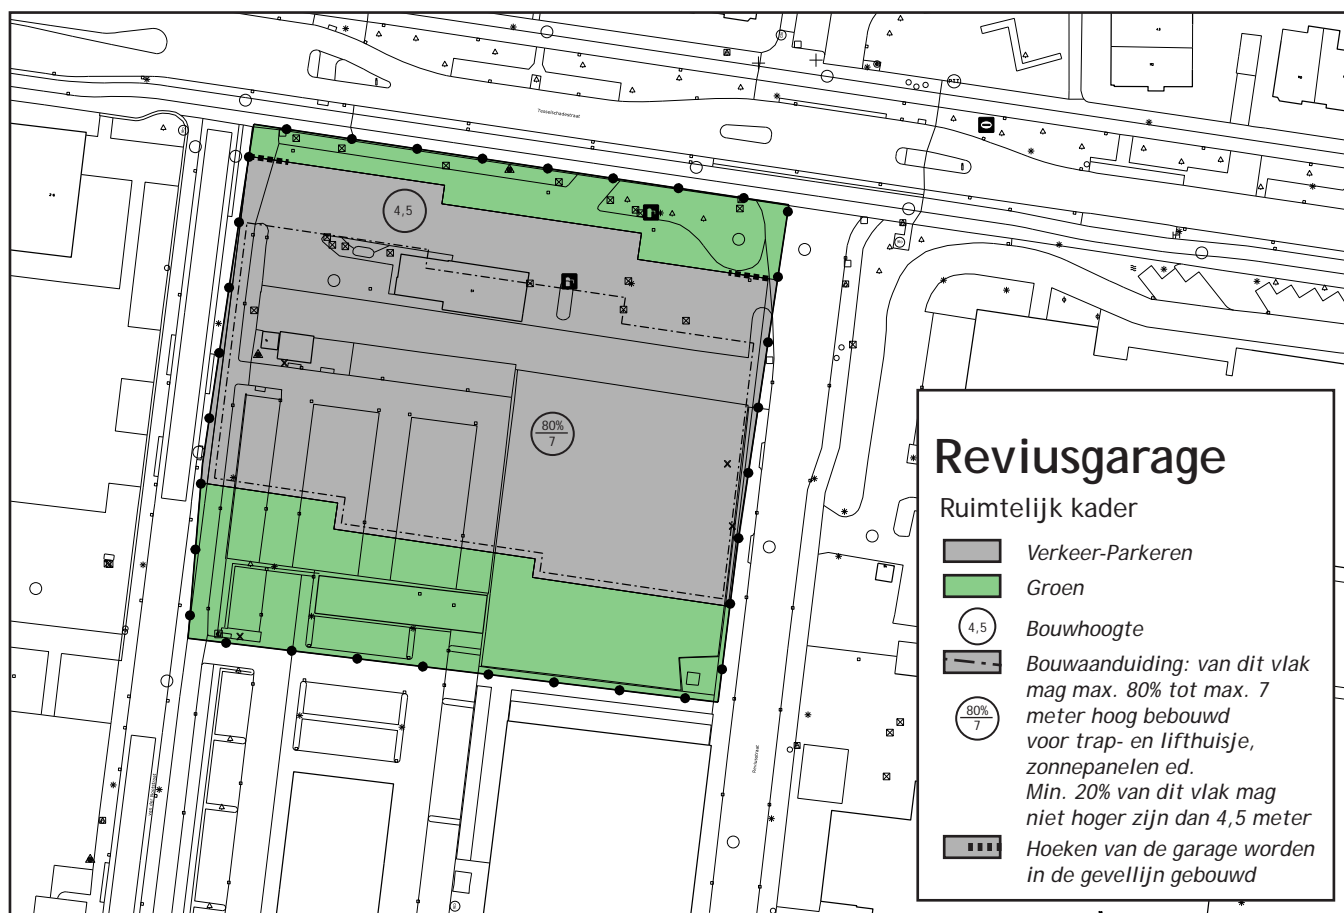 Tesselschadestraat
4,5
80%
7
Reviusstraat
Reviusgarage
Ruimtelijk kader
Verkeer-Parkeren
Groen
4,5
Bouwhoogte
Bouwaanduiding: van dit vlak
mag max. 80% tot max. 7
80%
7
meter hoog bebouwd
voor trap- en lifthuisje,
zonnepanelen ed.
Min. 20% van dit vlak mag
niet hoger zijn dan 4,5 meter
Hoeken van de garage worden
in de gevellijn gebouwd